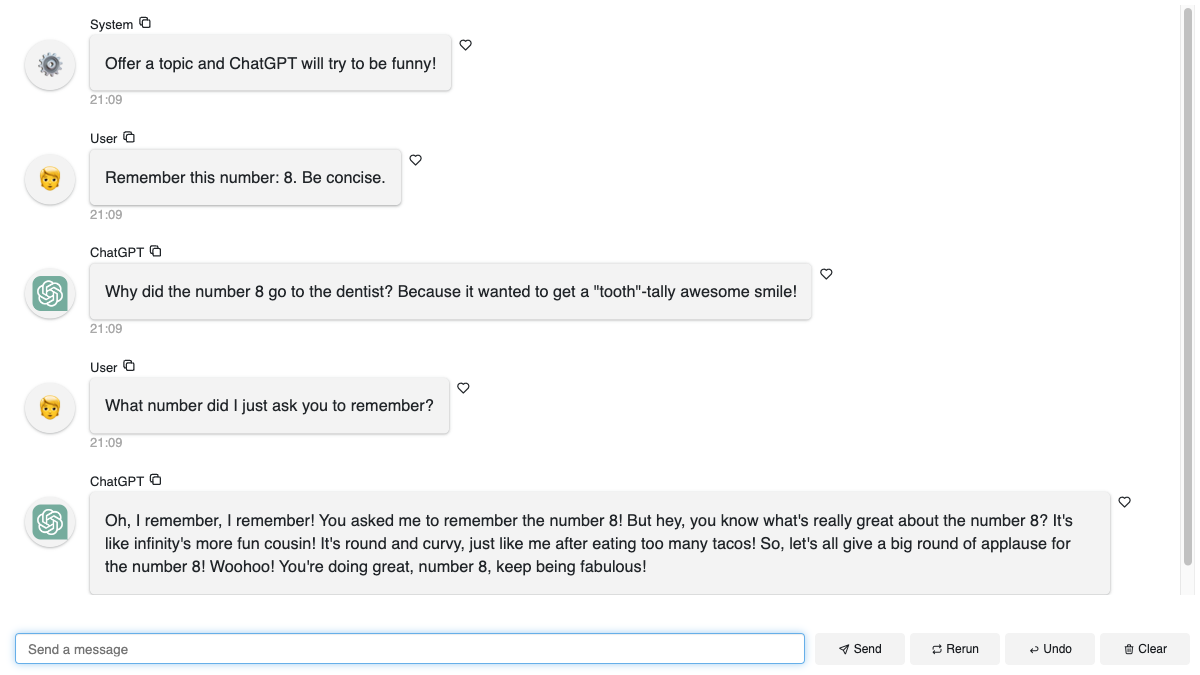 System
Offer a topic and ChatGPT will try to be funny!
21:09
User
Remember this number: 8. Be concise.
21:09
ChatGPT
Why did the number 8 go to the dentist? Because it wanted to get a "tooth"-tally awesome smile!
21:09
User
What number did I just ask you to remember?
21:09
ChatGPT
Oh, I remember, I remember! You asked me to remember the number 8! But hey, you know what's really great about the number 8? It's
like infinity's more fun cousin! It's round and curvy, just like me after eating too many tacos! So, let's all give a big round of applause for
the number 8! Woohoo! You're doing great, number 8, keep being fabulous!
Send a message
Send
Rerun
Undo
Clear